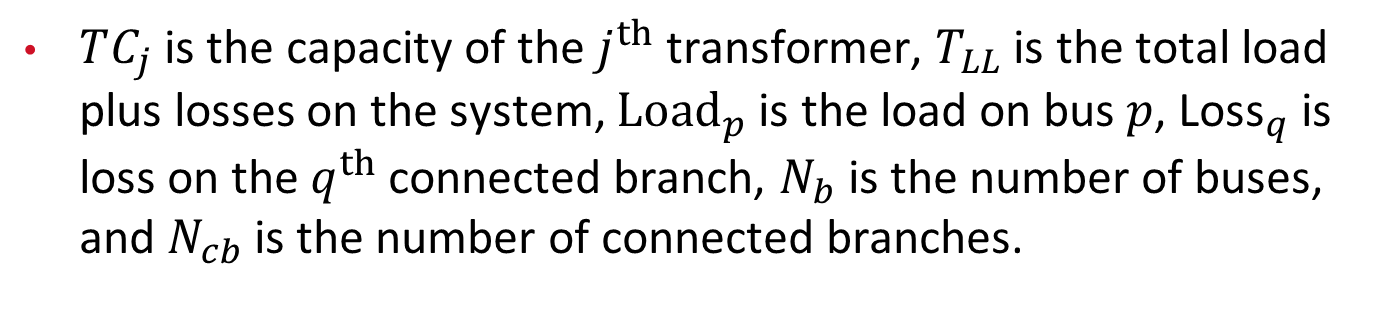 • TC_j is the capacity of the j^th transformer, T_LL is the total load
plus losses on the system, Load_p is the load on bus p, Loss_q is
loss on the q^th connected branch, N_b is the number of buses,
and N_cb is the number of connected branches.